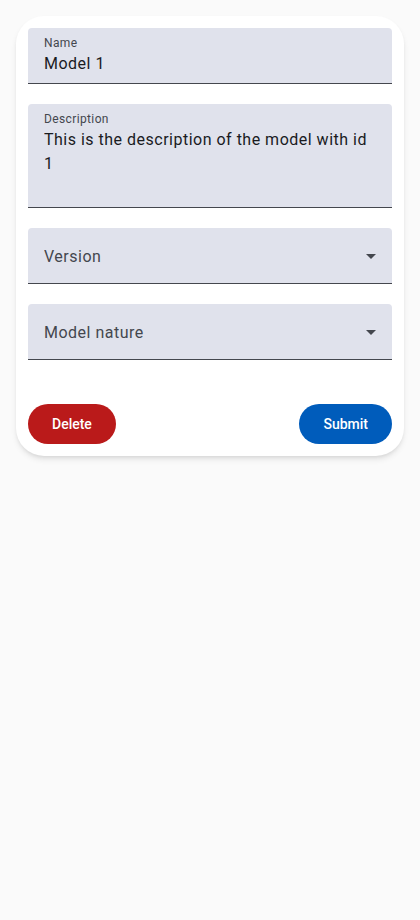 Name
Model 1
Description
This is the description of the model with id
1
Version
Model nature
Delete
Submit